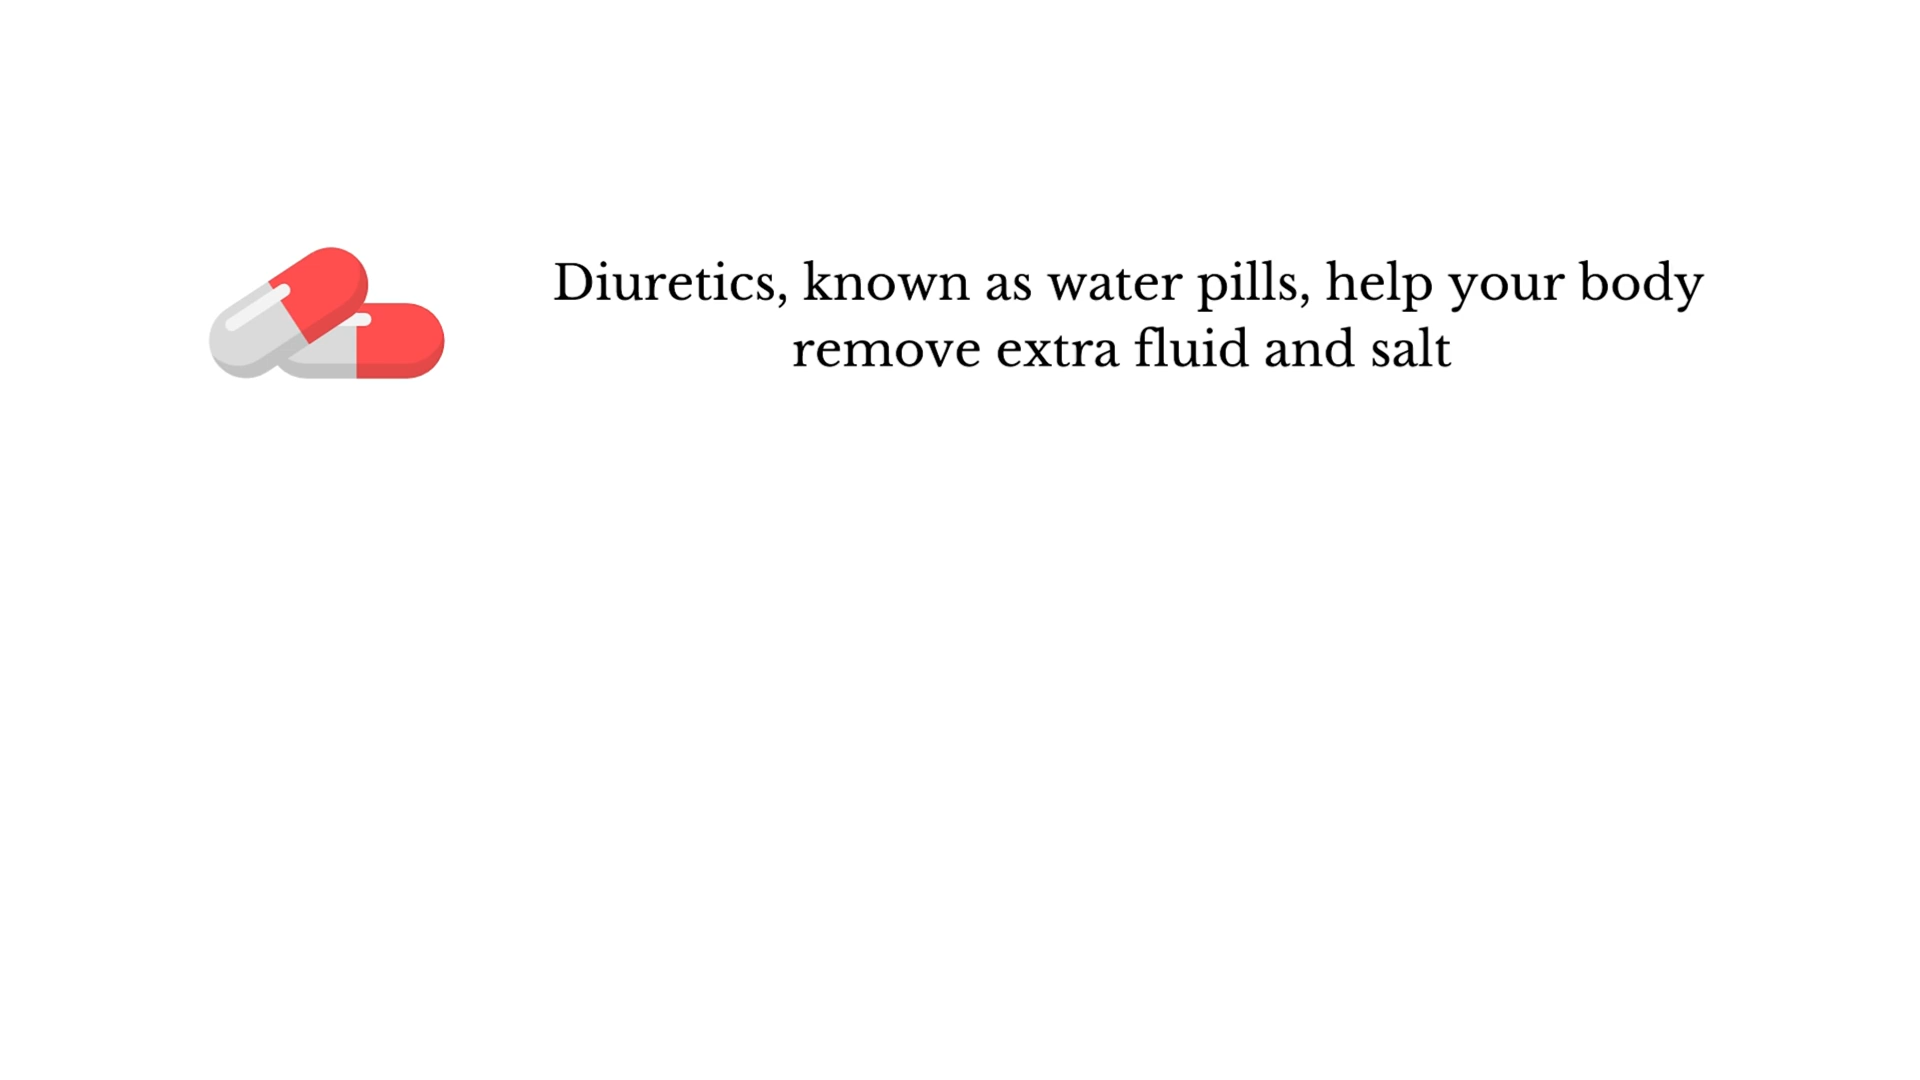 Diuretics, known as water pills, help your body
remove extra fluid and salt